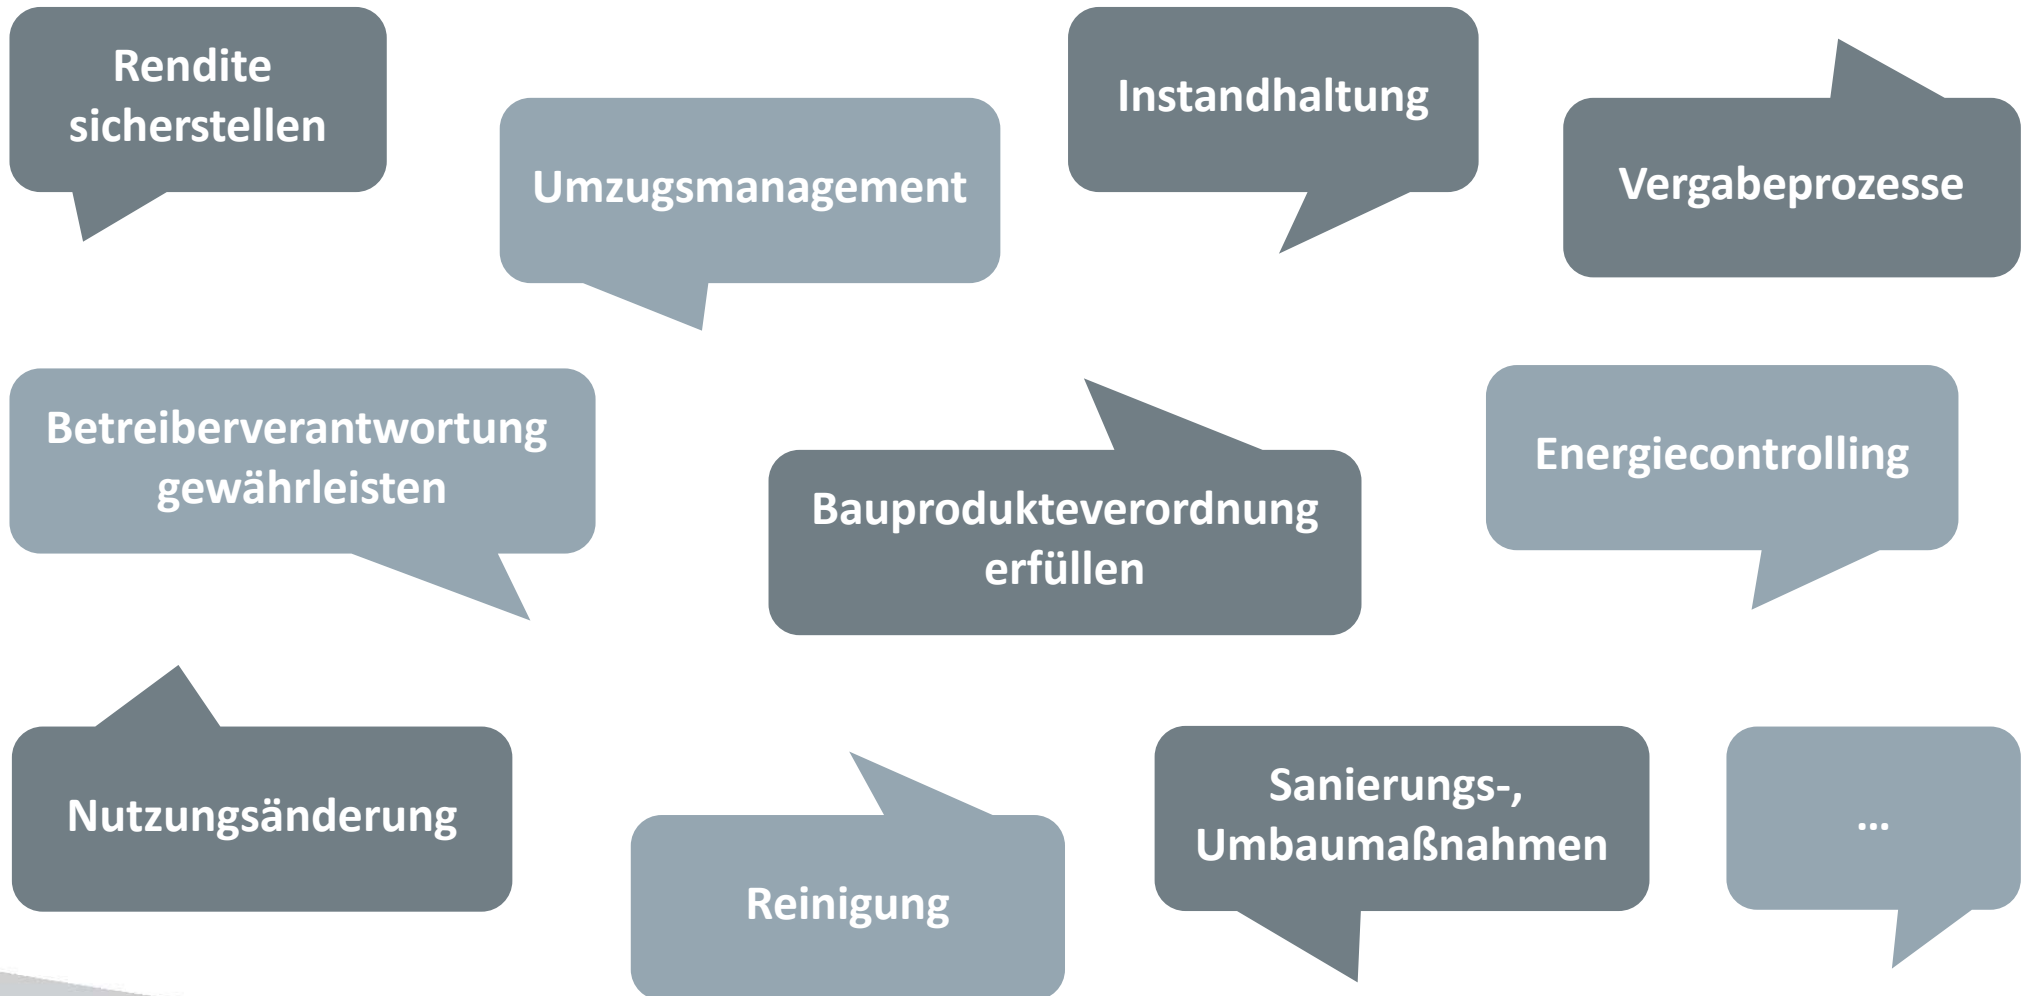 Rendite
sicherstellen
Umzugsmanagement
Instandhaltung
Vergabeprozesse
Betreiberverantwortung
gewährleisten
Bauprodukteverordnung
erfüllen
Energiecontrolling
Nutzungsänderung
Reinigung
Sanierungs-,
Umbaumaßnahmen
...